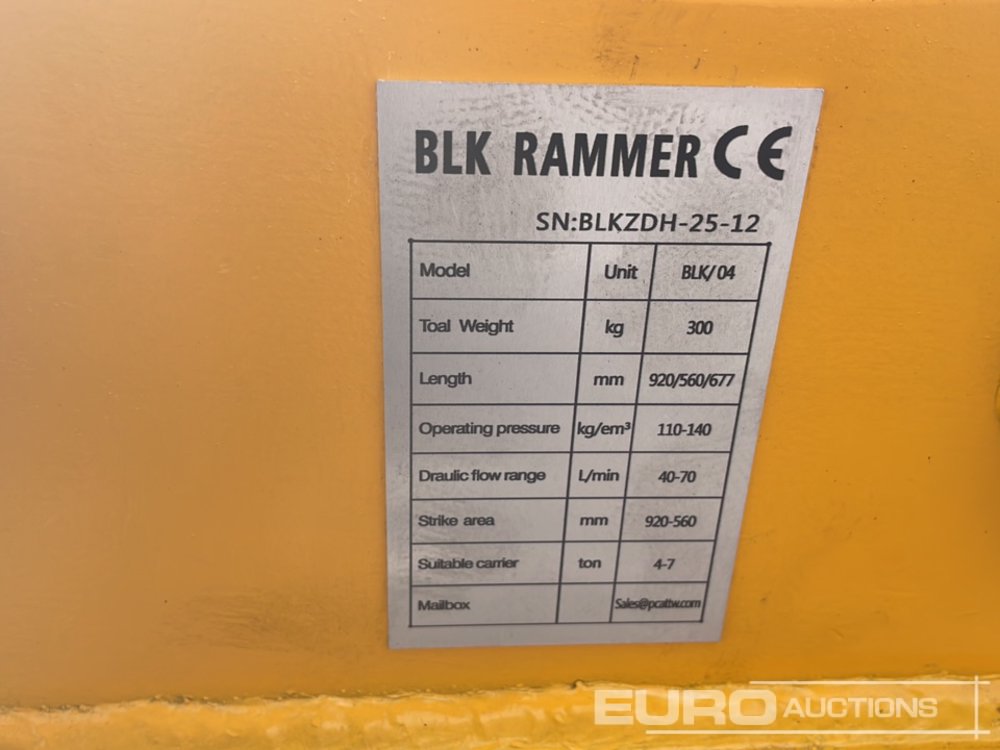 BLK RAMMER CE
SN:BLKZDH-25-12
Model Unit BLK/04
Toal Weight kg 300
Length mm 920/560/677
Operating pressure kg/em³ 110-140
Draulic flow range L/min 40-70
Strike area mm 920-560
Suitable carrier ton 4-7
Mailbox Sales@pcattw.com
EURO AUCTIONS